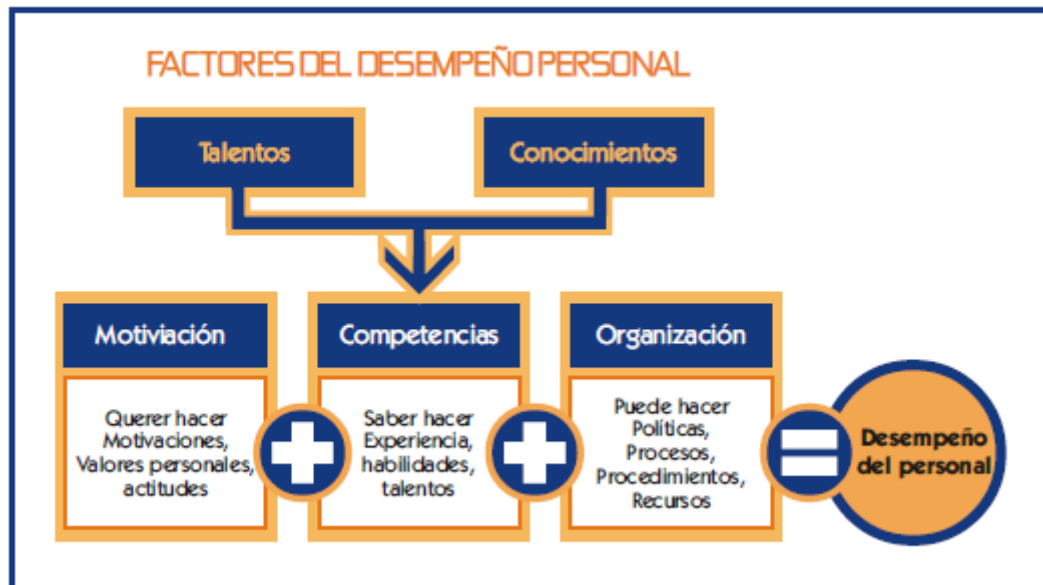 FACTORES DEL DESEMPEÑO PERSONAL
Talentos
Conocimientos
Motiviación
Querer hacer
Motivaciones,
Valores personales,
actitudes
Competencias
Saber hacer
Experiencia,
habilidades,
talentos
Organización
Puede hacer
Políticas,
Procesos,
Procedimientos,
Recursos
Desempeño
del personal